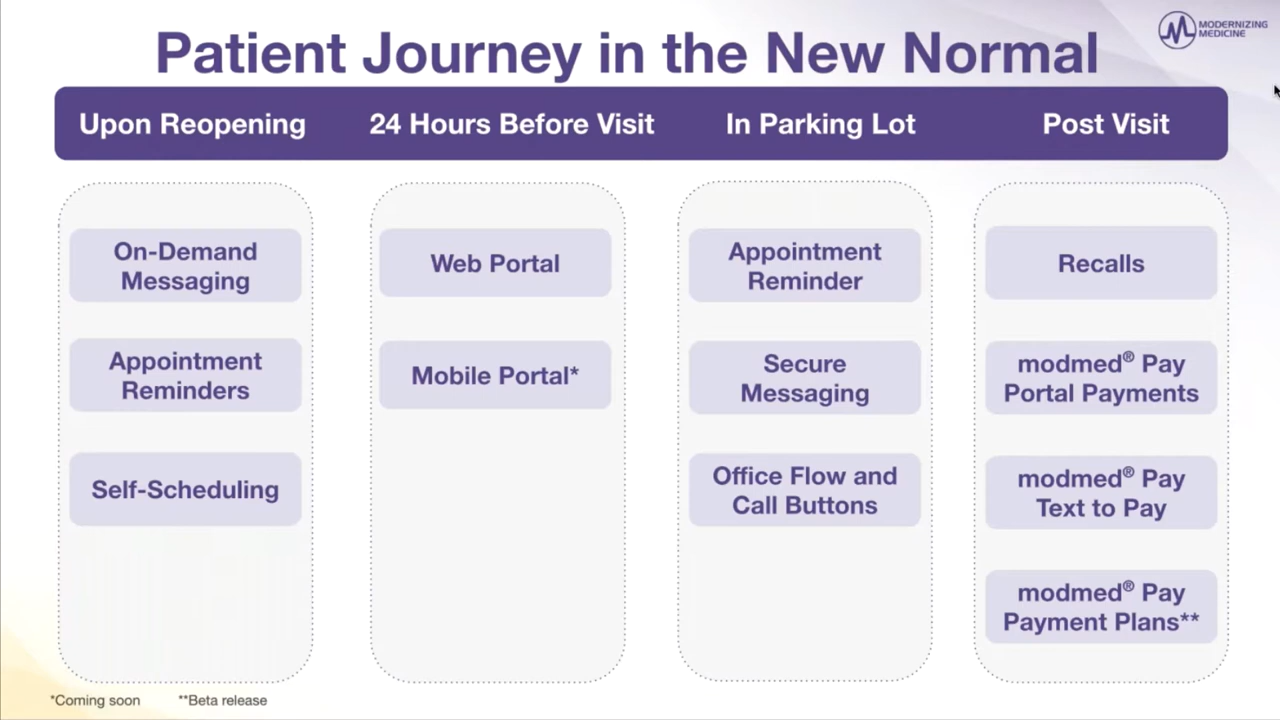 MODERNIZING
MEDICINE
Patient Journey in the New Normal
Upon Reopening
24 Hours Before Visit
In Parking Lot
Post Visit
On-Demand
Messaging
Appointment
Reminders
Self-Scheduling
Web Portal
Mobile Portal*
Appointment
Reminder
Secure
Messaging
Office Flow and
Call Buttons
Recalls
modmed® Pay
Portal Payments
modmed® Pay
Text to Pay
modmed® Pay
Payment Plans**
*Coming soon
**Beta release